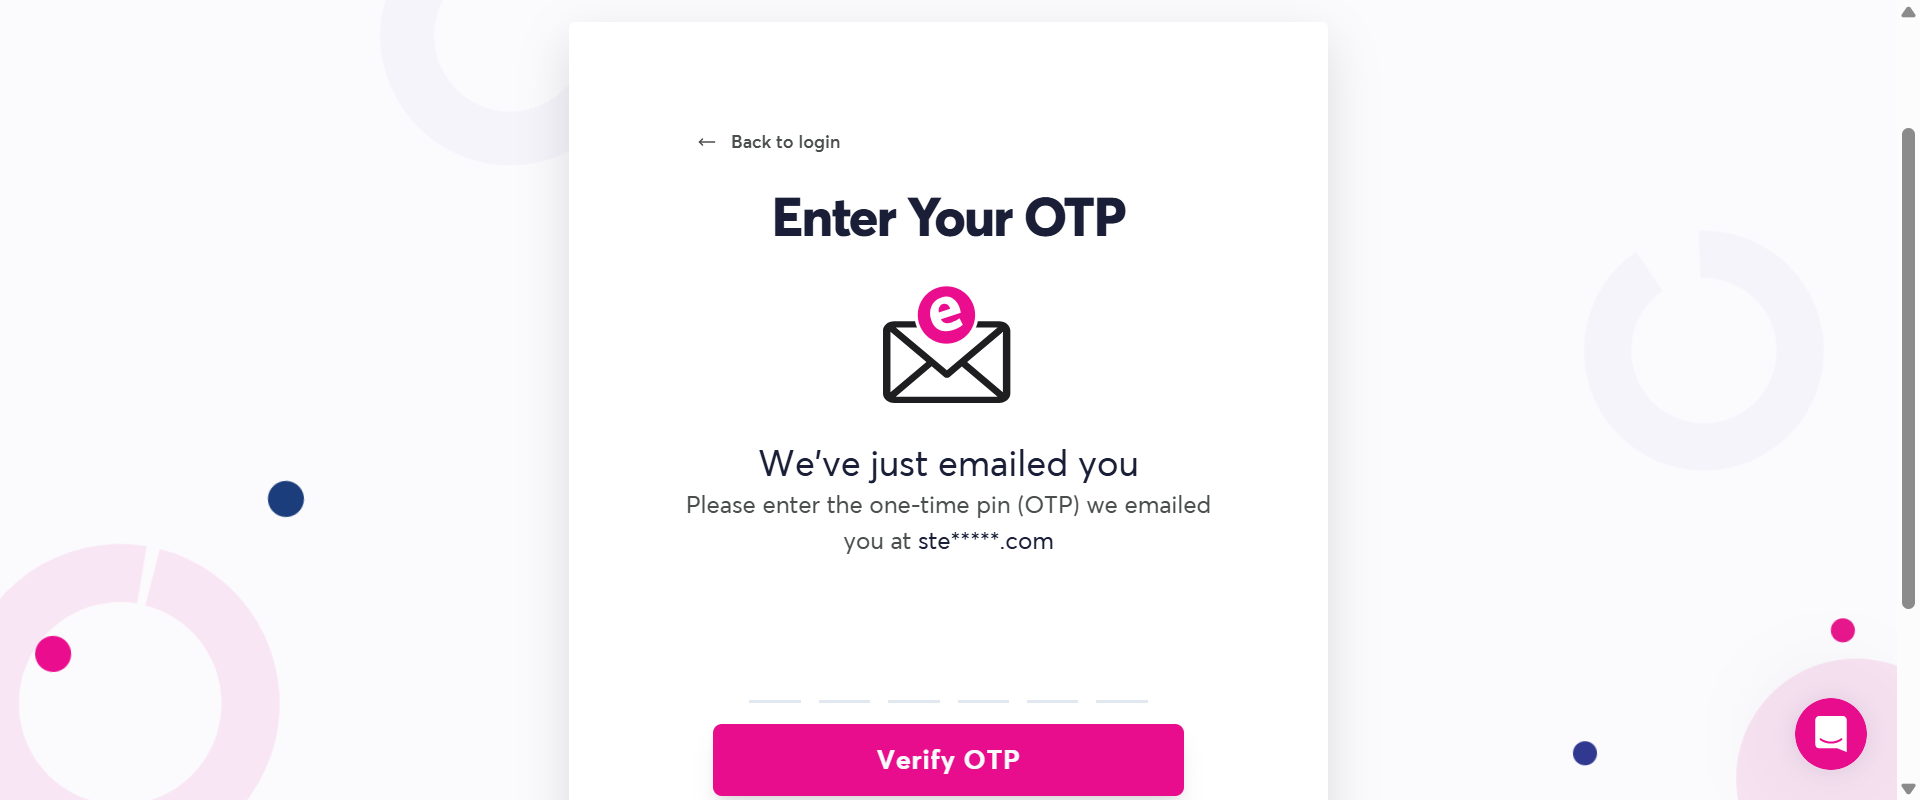 ← Back to login
Enter Your OTP
e
We've just emailed you
Please enter the one-time pin (OTP) we emailed
you at ste*****.com
Verify OTP